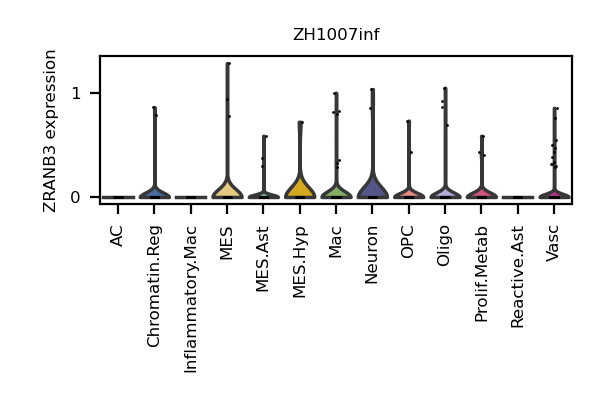 ZH1007inf
ZRANB3 expression
1
0
AC
Chromatin.Reg
Inflammatory.Mac
MES
MES.Ast
MES.Hyp
Mac
Neuron
OPC
Oligo
Prolif.Metab
Reactive.Ast
Vasc